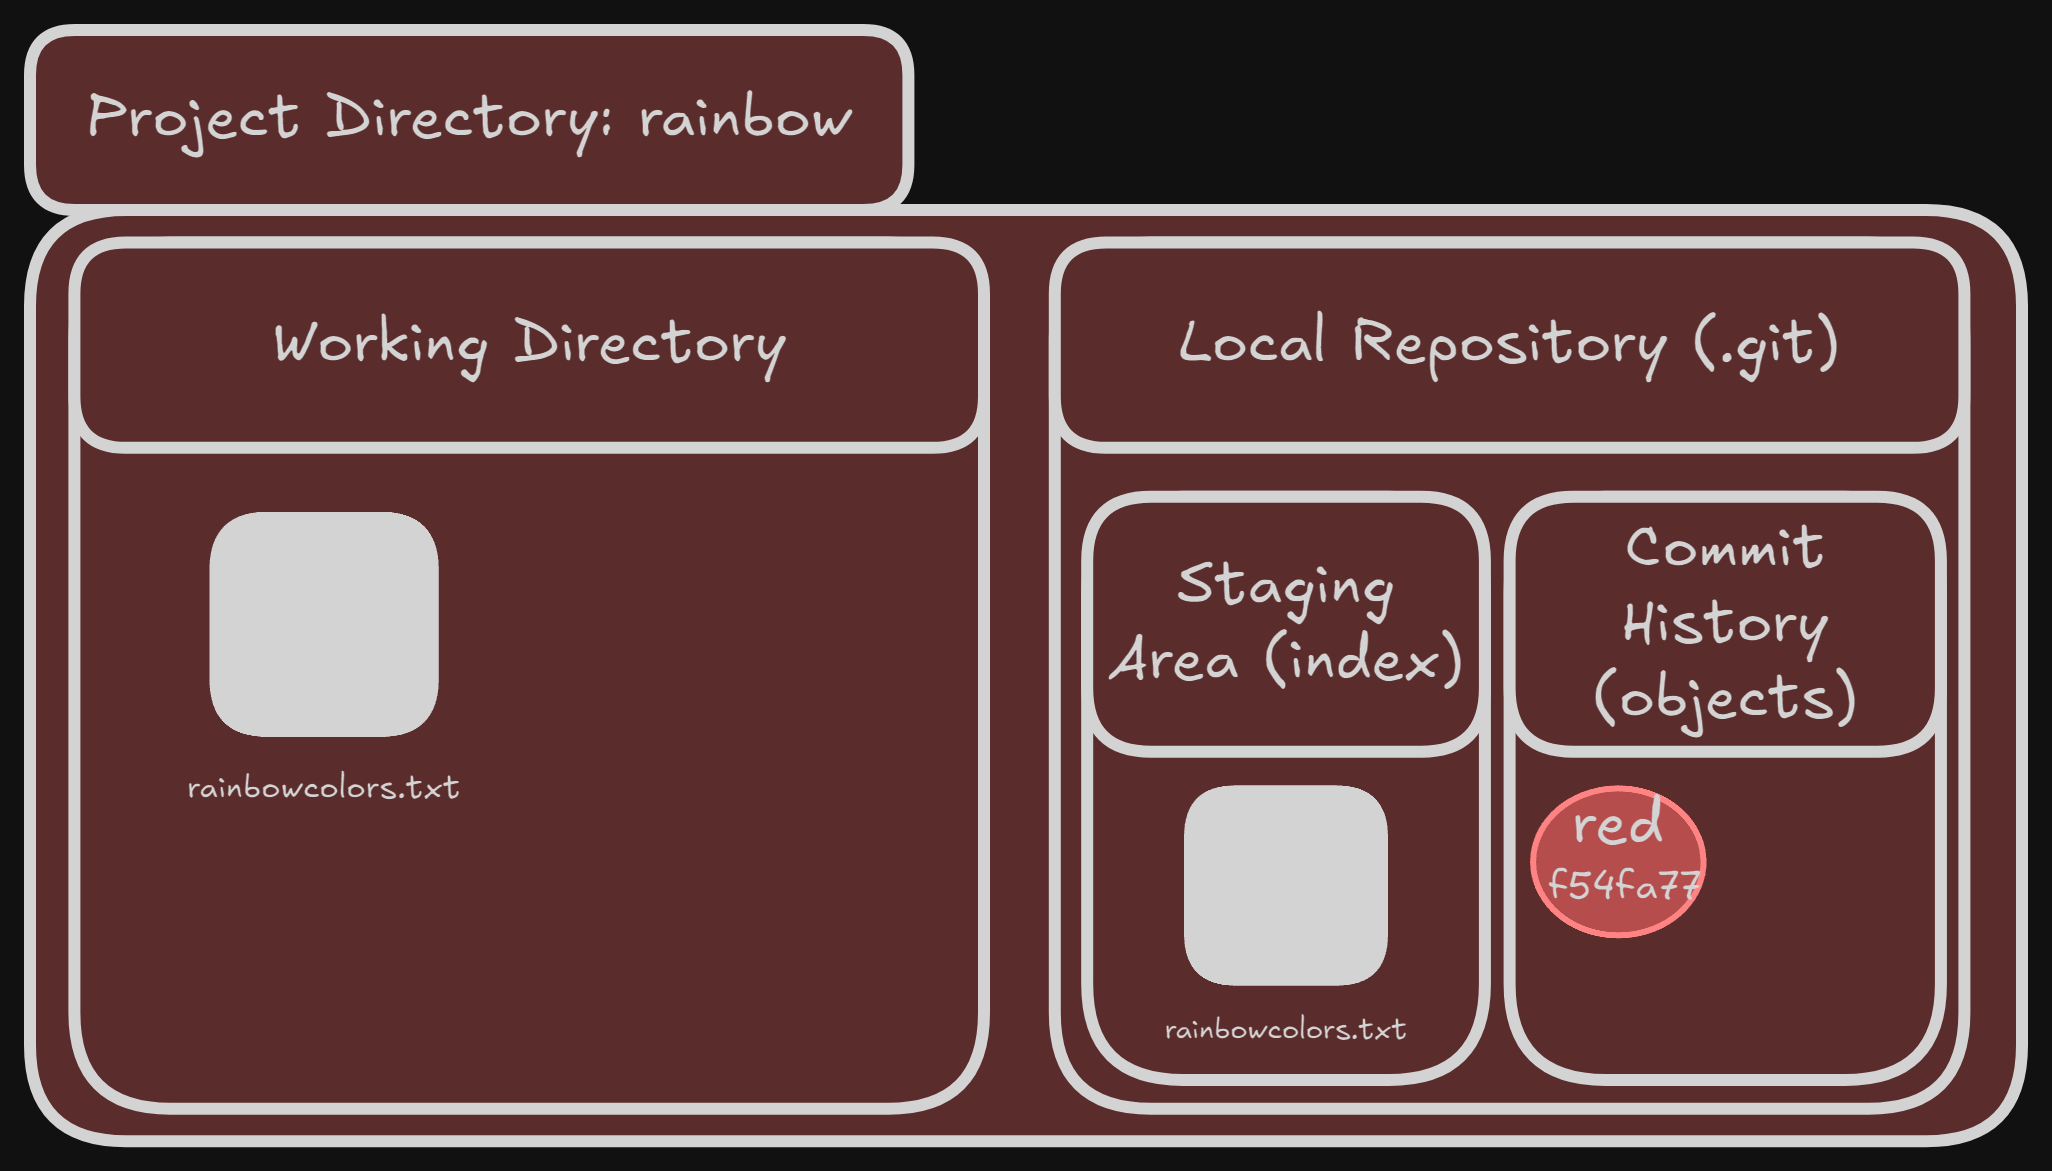 Project Directory: rainbow
Working Directory
Local Repository (.git)
Staging
Area (index)
Commit
History
(objects)
rainbowcolors.txt
red
f54fa77
rainbowcolors.txt